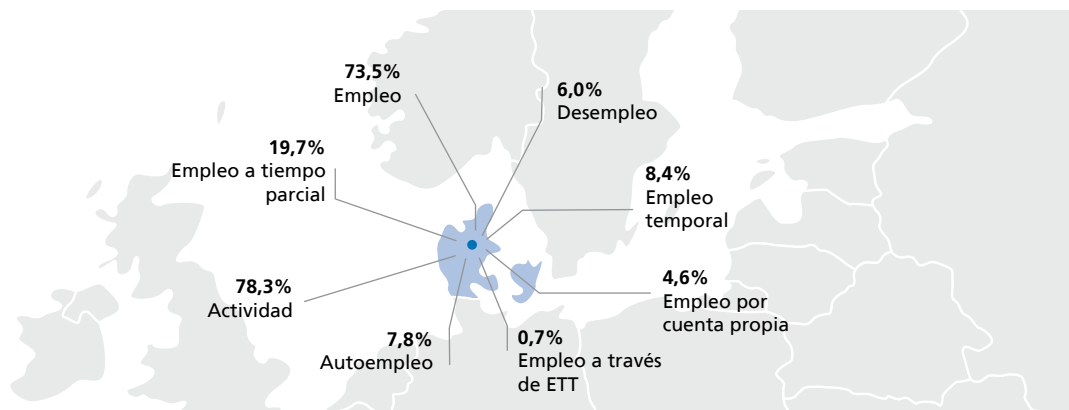 73,5%
Empleo
6,0%
Desempleo
19,7%
Empleo a tiempo
parcial
8,4%
Empleo
temporal
78,3%
Actividad
4,6%
Empleo por
cuenta propia
7,8%
Autoempleo
0,7%
Empleo a través
de ETT